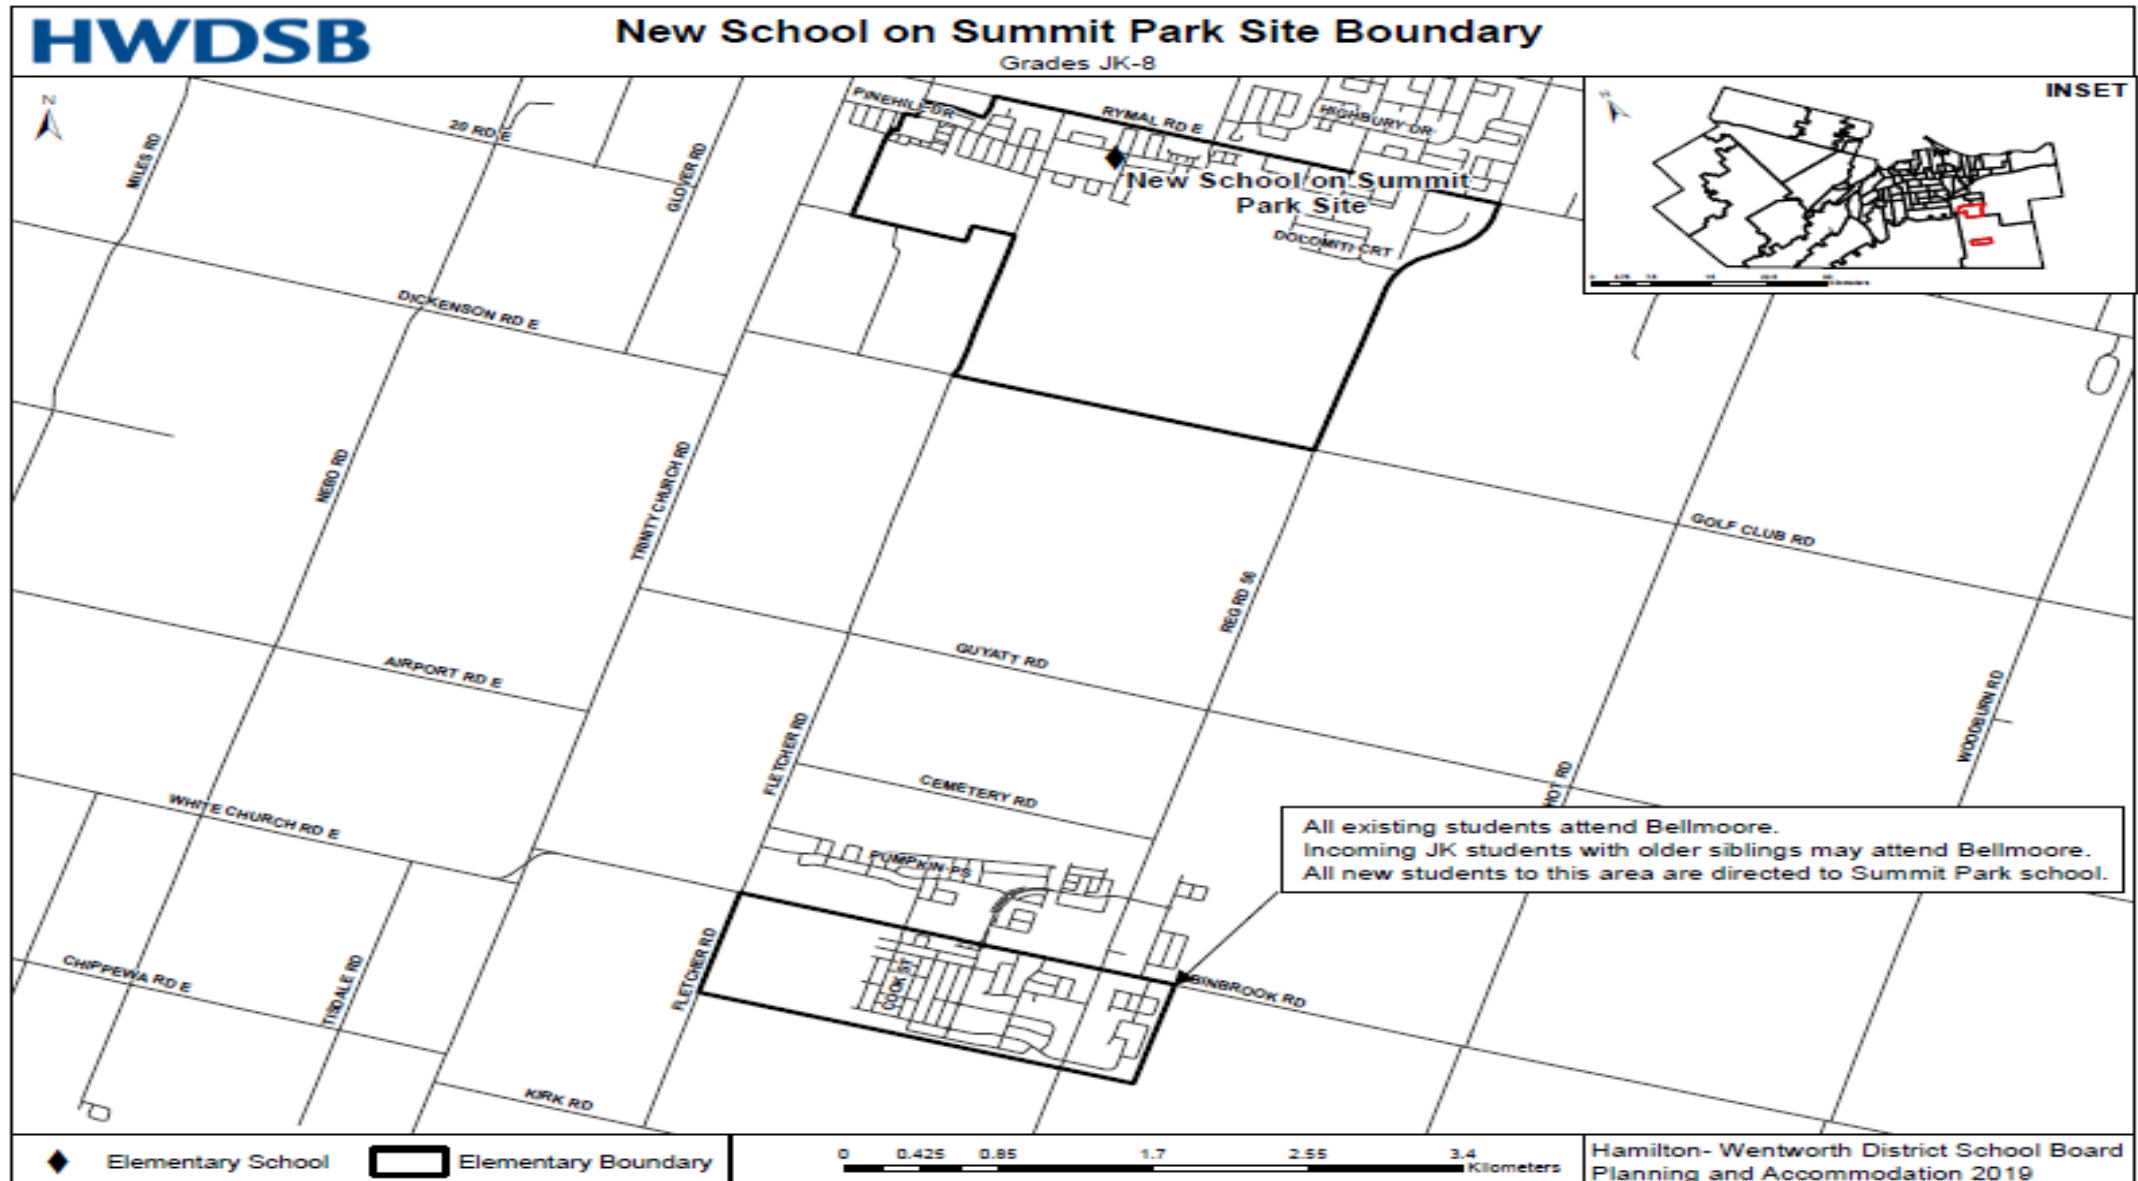 HWDSB
New School on Summit Park Site Boundary
Grades JK-8
N
INSET
N
PINEHILL DR
RYMAL RD E
HIGHBURY DR
20 RD E
MILES RD
GLOVER RD
New School on Summit
Park Site
DOLOMITI CRT
DICKENSON RD E
NEBO RD
TRINITY CHURCH RD
GOLF CLUB RD
REG RD 56
GUYATT RD
AIRPORT RD E
WOODBURN RD
FLETCHER RD
CEMETERY RD
HOT RD
WHITE CHURCH RD E
PUMPKIN PS
All existing students attend Bellmoore.
Incoming JK students with older siblings may attend Bellmoore.
All new students to this area are directed to Summit Park school.
FLETCHER RD
COOK ST
BINBROOK RD
CHIPPEWA RD E
TISDALE RD
KIRK RD
Elementary School
Elementary Boundary
0 0.425 0.85 1.7 2.55 3.4
Kilometers
Hamilton- Wentworth District School Board
Planning and Accommodation 2019